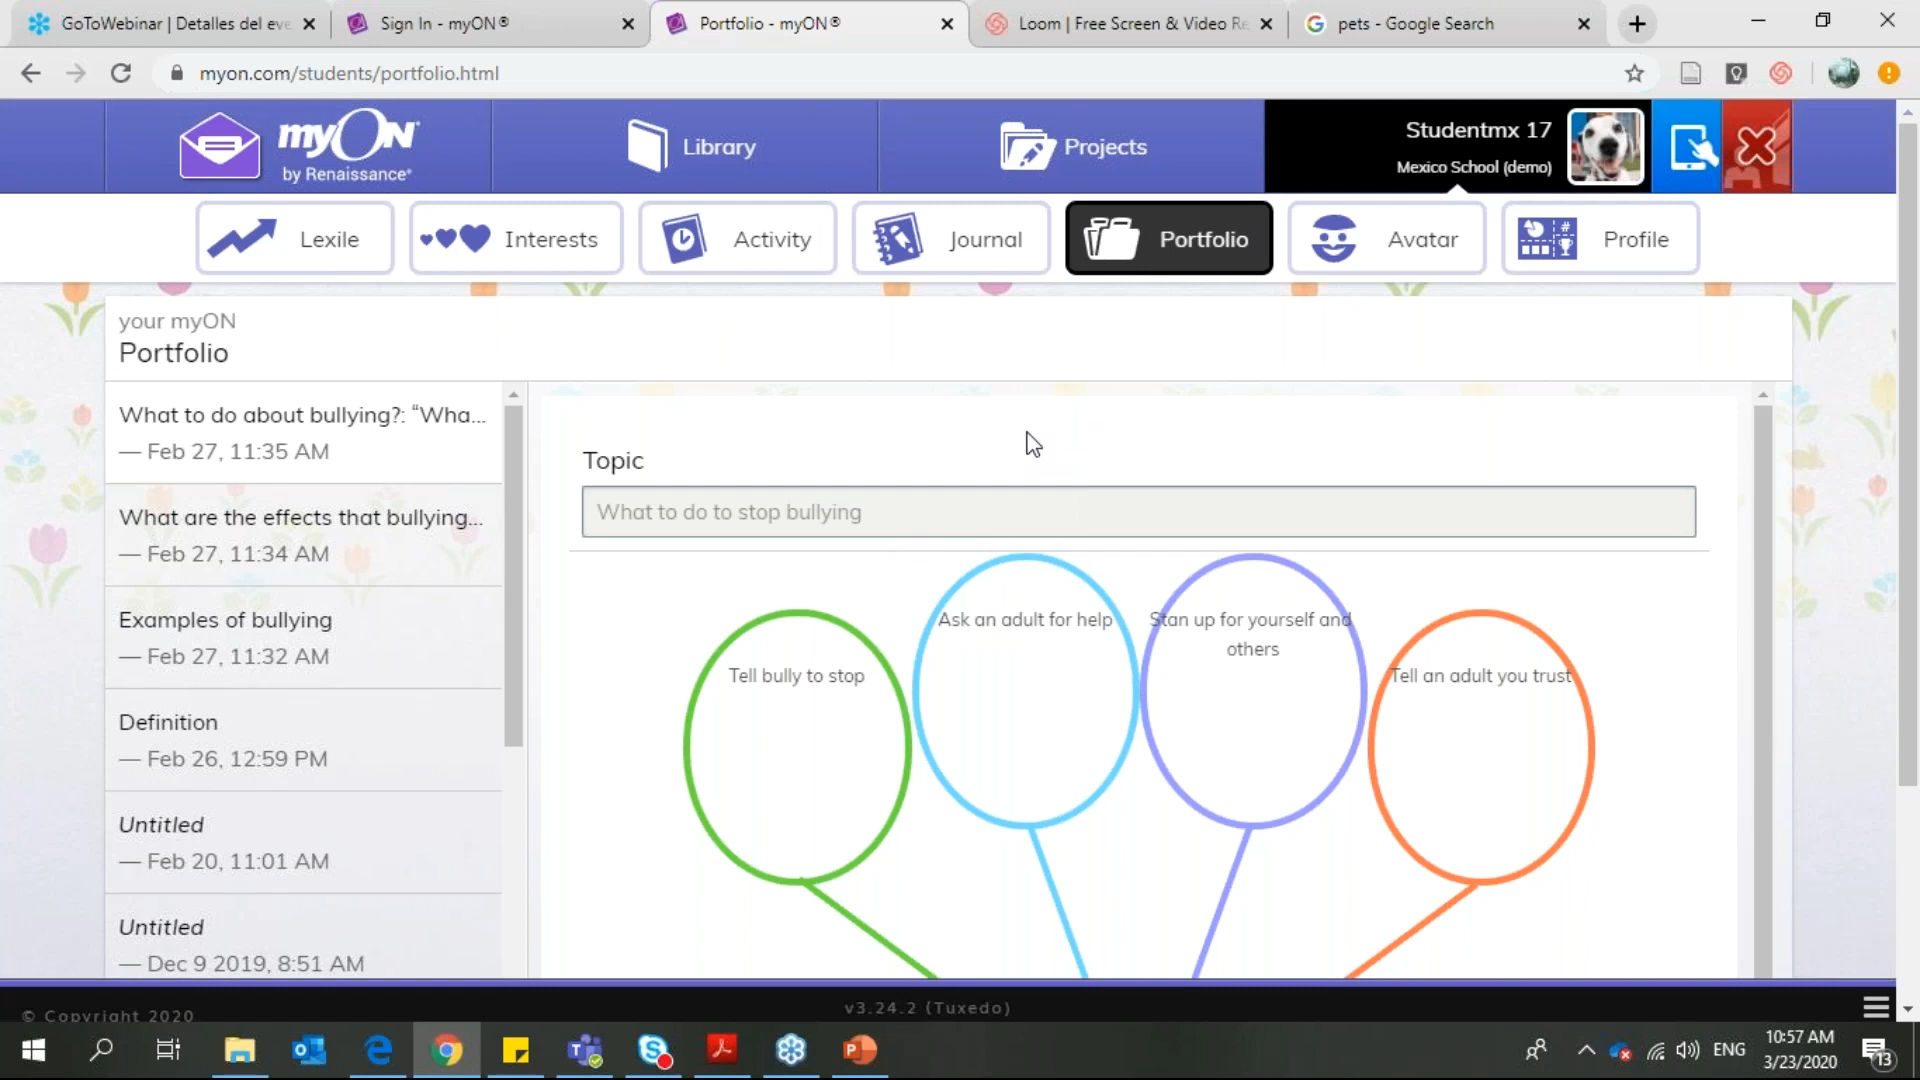 GoToWebinar | Detalles del eve
Sign In - myON®
Portfolio - myON®
Loom | Free Screen & Video Re
pets - Google Search
myon.com/students/portfolio.html
myON
by Renaissance®
Library
Projects
Studentmx 17
Mexico School (demo)
Lexile
Interests
Activity
Journal
Portfolio
Avatar
Profile
your myON
Portfolio
What to do about bullying?: “Wha...
— Feb 27, 11:35 AM
What are the effects that bullying...
— Feb 27, 11:34 AM
Examples of bullying
— Feb 27, 11:32 AM
Definition
— Feb 26, 12:59 PM
Untitled
— Feb 20, 11:01 AM
Untitled
— Dec 9 2019, 8:51 AM
Topic
What to do to stop bullying
Tell bully to stop
Ask an adult for help
Stan up for yourself and
others
Tell an adult you trust
© Copyright 2020
v3.24.2 (Tuxedo)
ENG
10:57 AM
3/23/2020
13